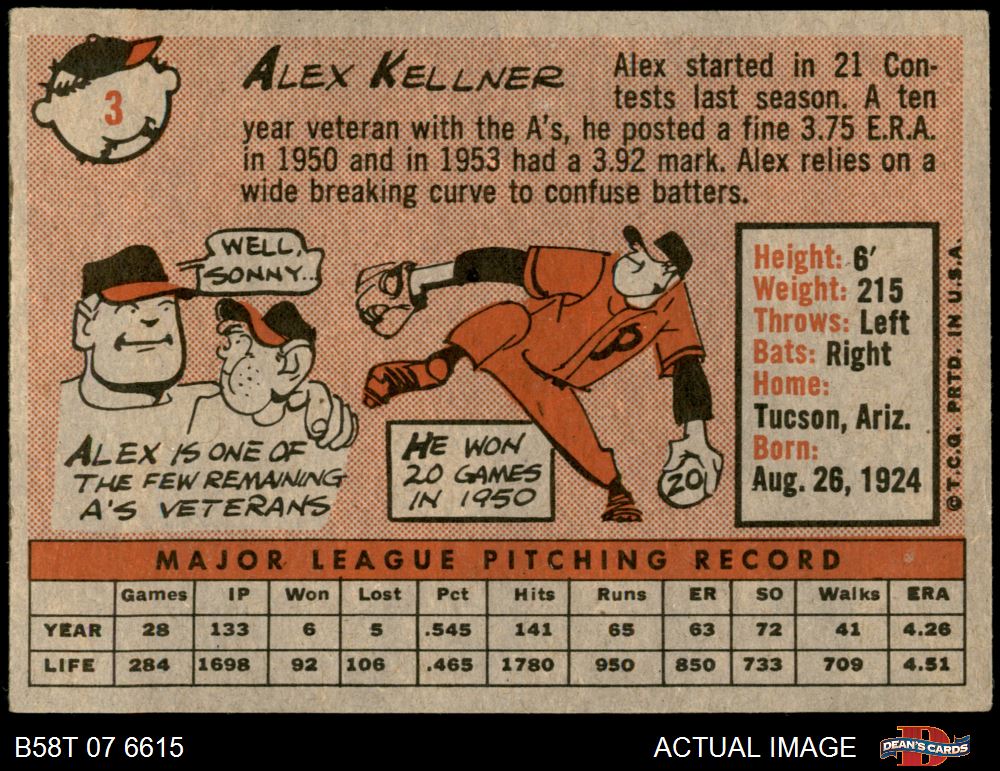 3
ALEX KELLNER
Alex started in 21 Con-
tests last season. A ten
year veteran with the A's, he posted a fine 3.75 E.R.A.
in 1950 and in 1953 had a 3.92 mark. Alex relies on a
wide breaking curve to confuse batters.
WELL,
SONNY...
ALEX IS ONE OF
THE FEW REMAINING
A'S VETERANS
B
HE WON
20 GAMES
IN 1950
20
Height: 6'
Weight: 215
Throws: Left
Bats: Right
Home:
Tucson, Ariz.
Born:
Aug. 26, 1924
©T.C.G. PRTD. IN U.S.A.
MAJOR LEAGUE PITCHING RECORD
Games IP Won Lost Pct Hits Runs ER SO Walks ERA
YEAR 28 133 6 5 .545 141 65 63 72 41 4.26
LIFE 284 1698 92 106 .465 1780 950 850 733 709 4.51
B58T 07 6615
ACTUAL IMAGE
DEAN'S CARDS